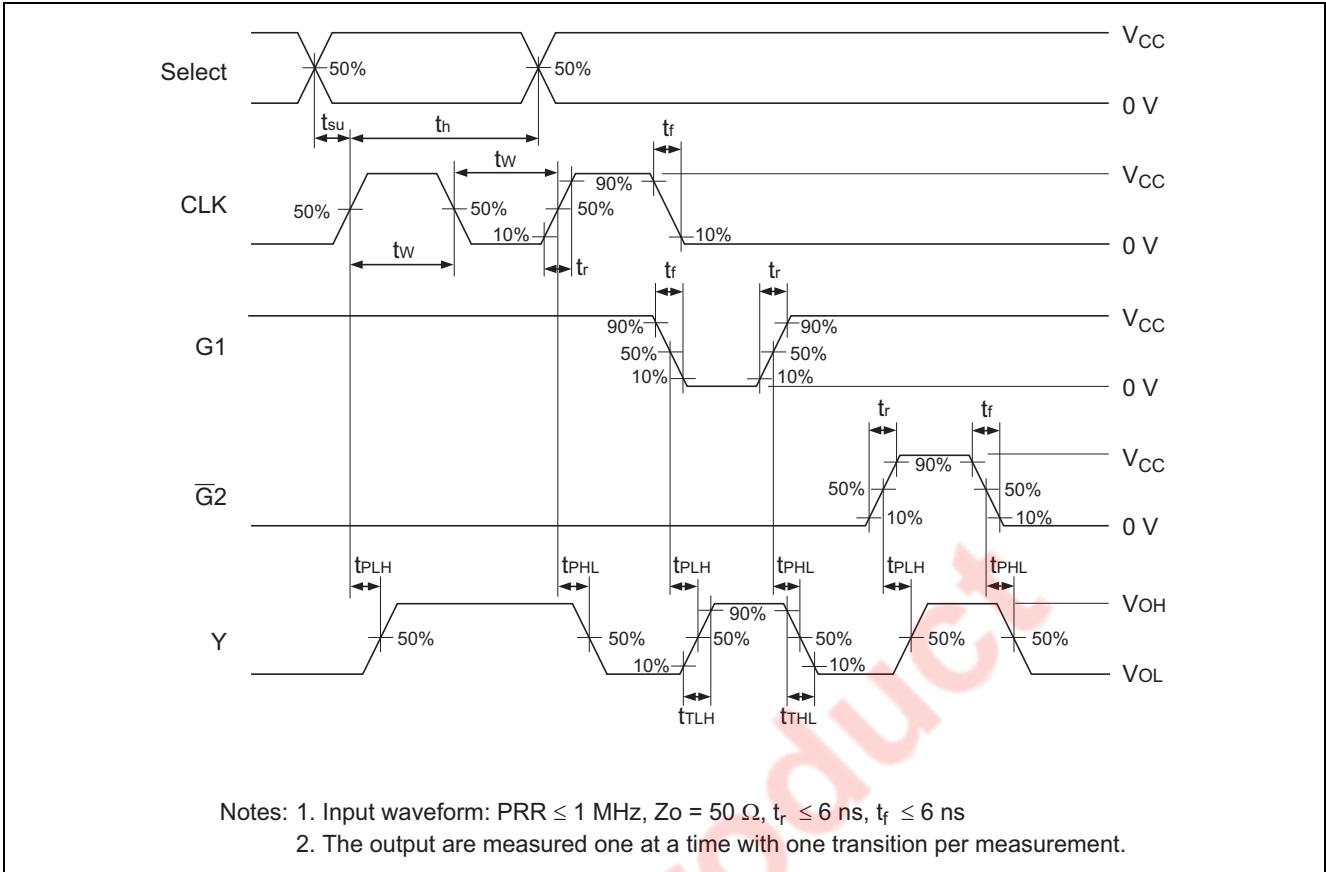 Select
50%
50%
VCC
0 V
tsu
th
tf
CLK
50%
tw
50%
10%
90%
50%
10%
VCC
0 V
tw
tr
G1
tf
tr
90%
50%
10%
90%
50%
10%
VCC
0 V
G̅2
tr
tf
50%
90%
10%
50%
10%
VCC
0 V
Y
tPLH
tPHL
tPLH
tPHL
tPLH
tPHL
50%
50%
10%
90%
50%
50%
10%
50%
50%
VOH
VOL
tTLH
tTHL
Notes: 1. Input waveform: PRR ≤ 1 MHz, Zo = 50 Ω, tr ≤ 6 ns, tf ≤ 6 ns
2. The output are measured one at a time with one transition per measurement.